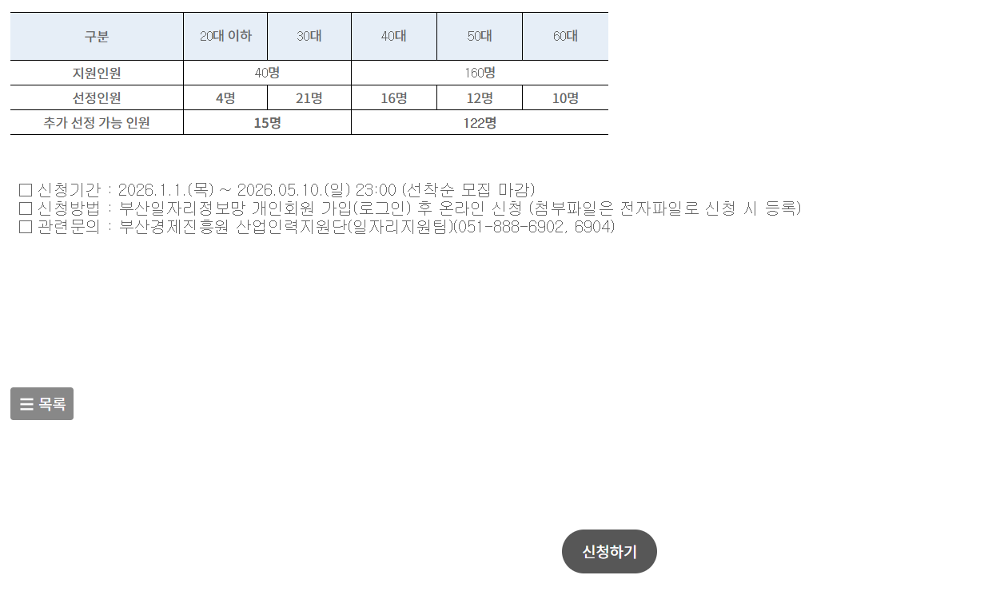 구분 20대 이하 30대 40대 50대 60대
지원인원 40명 160명
선정인원 4명 21명 16명 12명 10명
추가 선정 가능 인원 15명 122명
□ 신청기간 : 2026.1.1.(목) ~ 2026.05.10.(일) 23:00 (선착순 모집 마감)
□ 신청방법 : 부산일자리정보망 개인회원 가입(로그인) 후 온라인 신청 (첨부파일은 전자파일로 신청 시 등록)
□ 관련문의 : 부산경제진흥원 산업인력지원단(일자리지원팀)(051-888-6902, 6904)
☰ 목록
신청하기